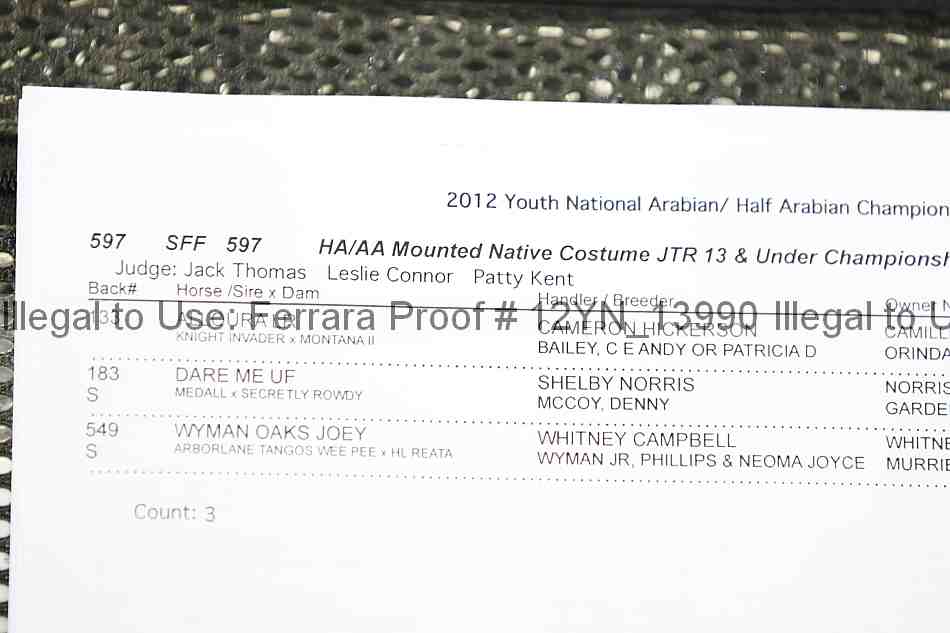 2012 Youth National Arabian/ Half Arabian Champion
597 SFF 597 HA/AA Mounted Native Costume JTR 13 & Under Championsh
Judge: Jack Thomas Leslie Connor Patty Kent
Back# Horse /Sire x Dam Handler / Breeder Owner N
Illegal to Use: Ferrara Proof # 12YN_13990 Illegal to U
CAMERON HICKERSON CAMILL
KNIGHT INVADER x MONTANA II BAILEY, C E ANDY OR PATRICIA D ORINDA
183 DARE ME UF SHELBY NORRIS NORRIS
S MEDALL x SECRETLY ROWDY MCCOY, DENNY GARDE
549 WYMAN OAKS JOEY WHITNEY CAMPBELL WHITNE
S ARBORLANE TANGOS WEE PEE x HL REATA WYMAN JR, PHILLIPS & NEOMA JOYCE MURRIE
Count: 3